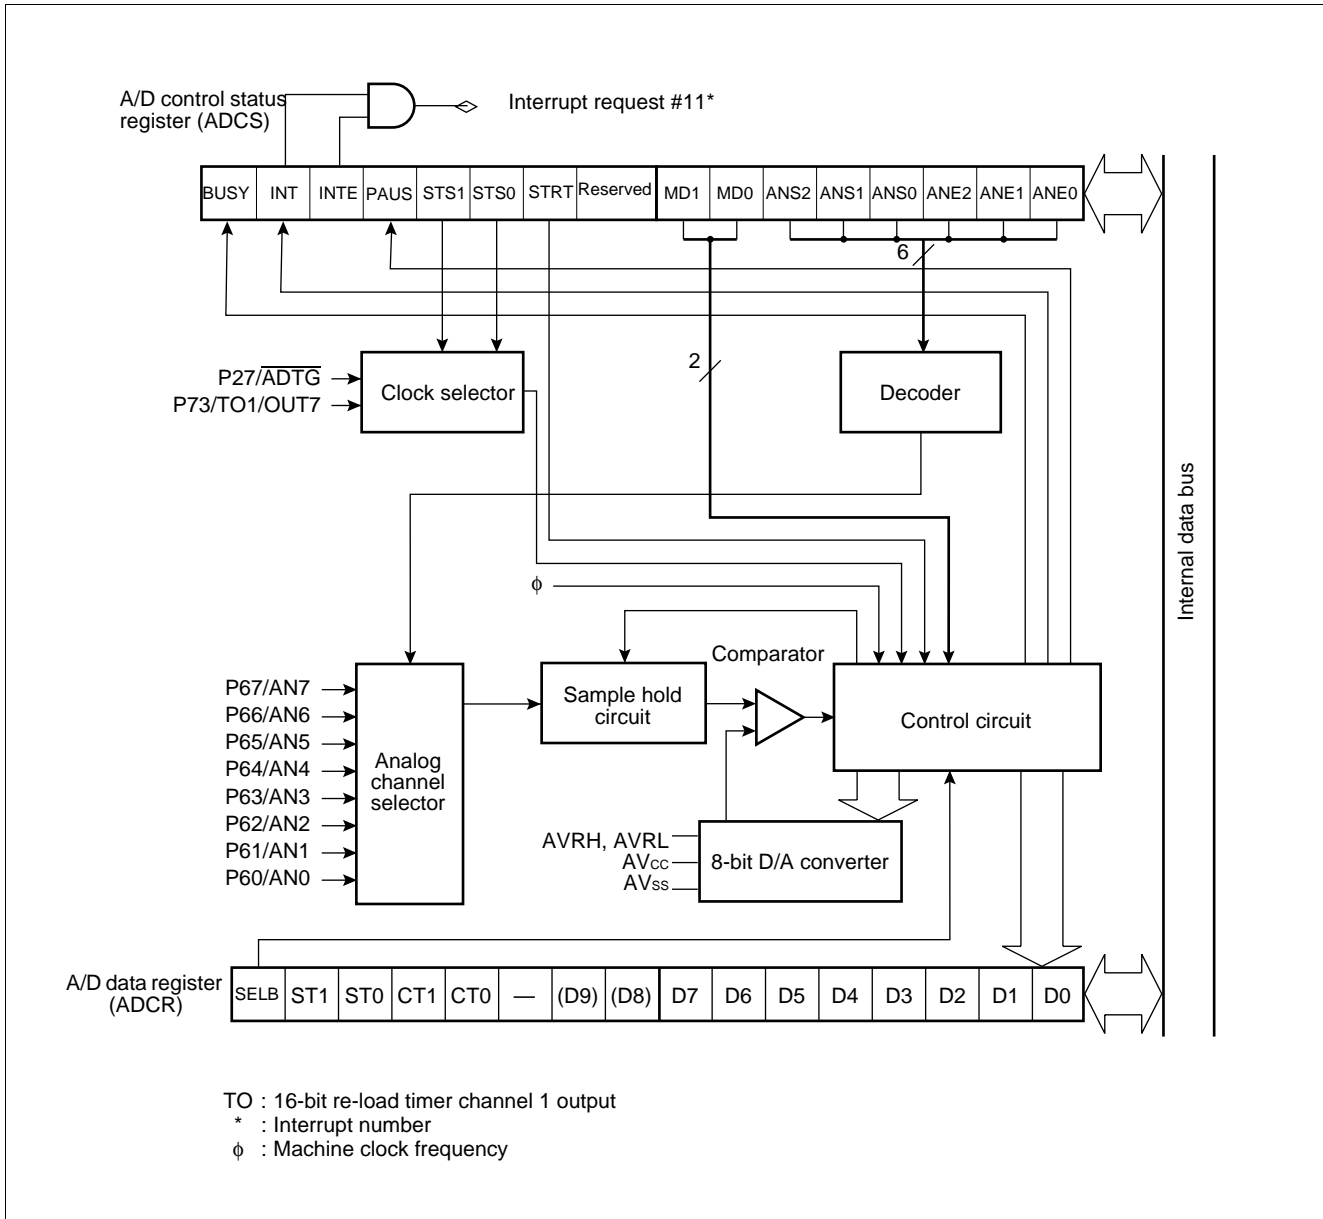 A/D control status
register (ADCS)
Interrupt request #11*
BUSY INT INTE PAUS STS1 STS0 STRT Reserved MD1 MD0 ANS2 ANS1 ANS0 ANE2 ANE1 ANE0
6
2
P27/ADTG
P73/TO1/OUT7
Clock selector
Decoder
Internal data bus
ϕ
Comparator
P67/AN7
P66/AN6
P65/AN5
P64/AN4
P63/AN3
P62/AN2
P61/AN1
P60/AN0
Analog
channel
selector
Sample hold
circuit
Control circuit
AVRH, AVRL
AVCC
AVSS
8-bit D/A converter
A/D data register
(ADCR)
SELB ST1 ST0 CT1 CT0 — (D9) (D8) D7 D6 D5 D4 D3 D2 D1 D0
TO : 16-bit re-load timer channel 1 output
* : Interrupt number
ϕ : Machine clock frequency